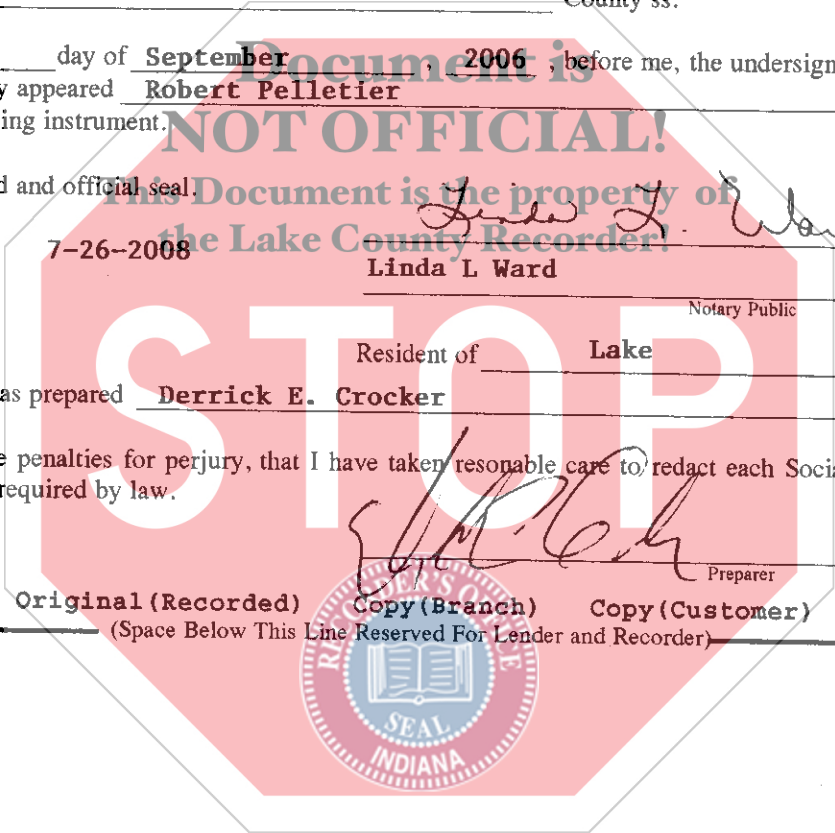 County ss.
day of September , 2006 , before me, the undersign
y appeared Robert Pelletier
ing instrument.
Document is
NOT OFFICIAL!
This Document is the property of
the Lake County Recorder!
d and official seal.
Linda L. War
7-26-2008
Linda L Ward
Notary Public
Resident of Lake
STOP
as prepared Derrick E. Crocker
e penalties for perjury, that I have taken resonable care to redact each Socia
required by law.
Preparer
Original(Recorded) Copy(Branch) Copy(Customer)
(Space Below This Line Reserved For Lender and Recorder)
RECORDER'S OFFICE
SEAL
INDIANA